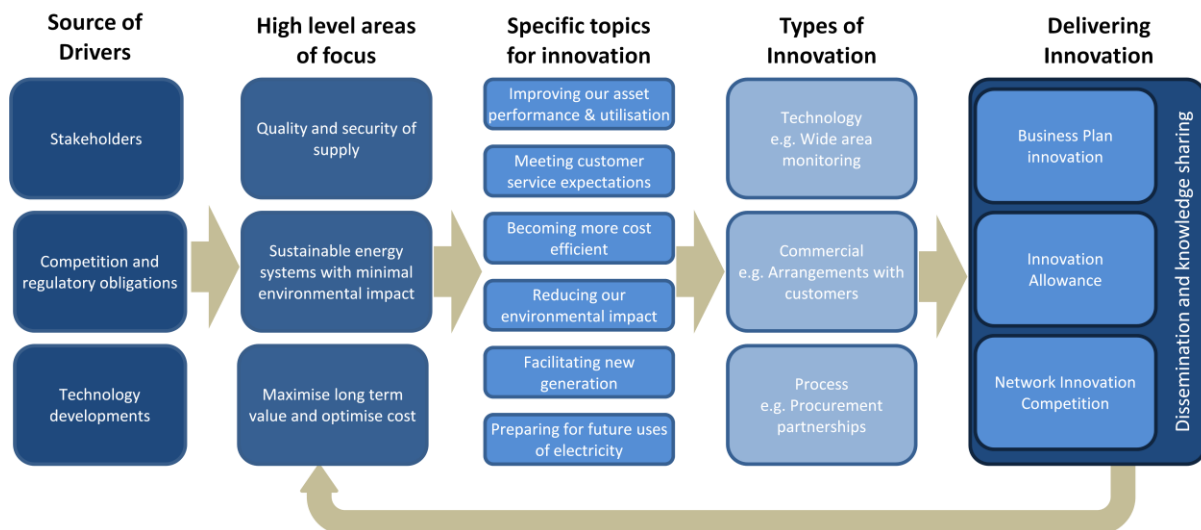 Source of
Drivers
High level areas
of focus
Specific topics
for innovation
Types of
Innovation
Delivering
Innovation
Stakeholders
Competition and
regulatory obligations
Technology
developments
Quality and security of
supply
Sustainable energy
systems with minimal
environmental impact
Maximise long term
value and optimise cost
Improving our asset
performance & utilisation
Meeting customer
service expectations
Becoming more cost
efficient
Reducing our
environmental impact
Facilitating new
generation
Preparing for future uses
of electricity
Technology
e.g. Wide area
monitoring
Commercial
e.g. Arrangements with
customers
Process
e.g. Procurement
partnerships
Business Plan
innovation
Innovation
Allowance
Network Innovation
Competition
Dissemination and knowledge sharing